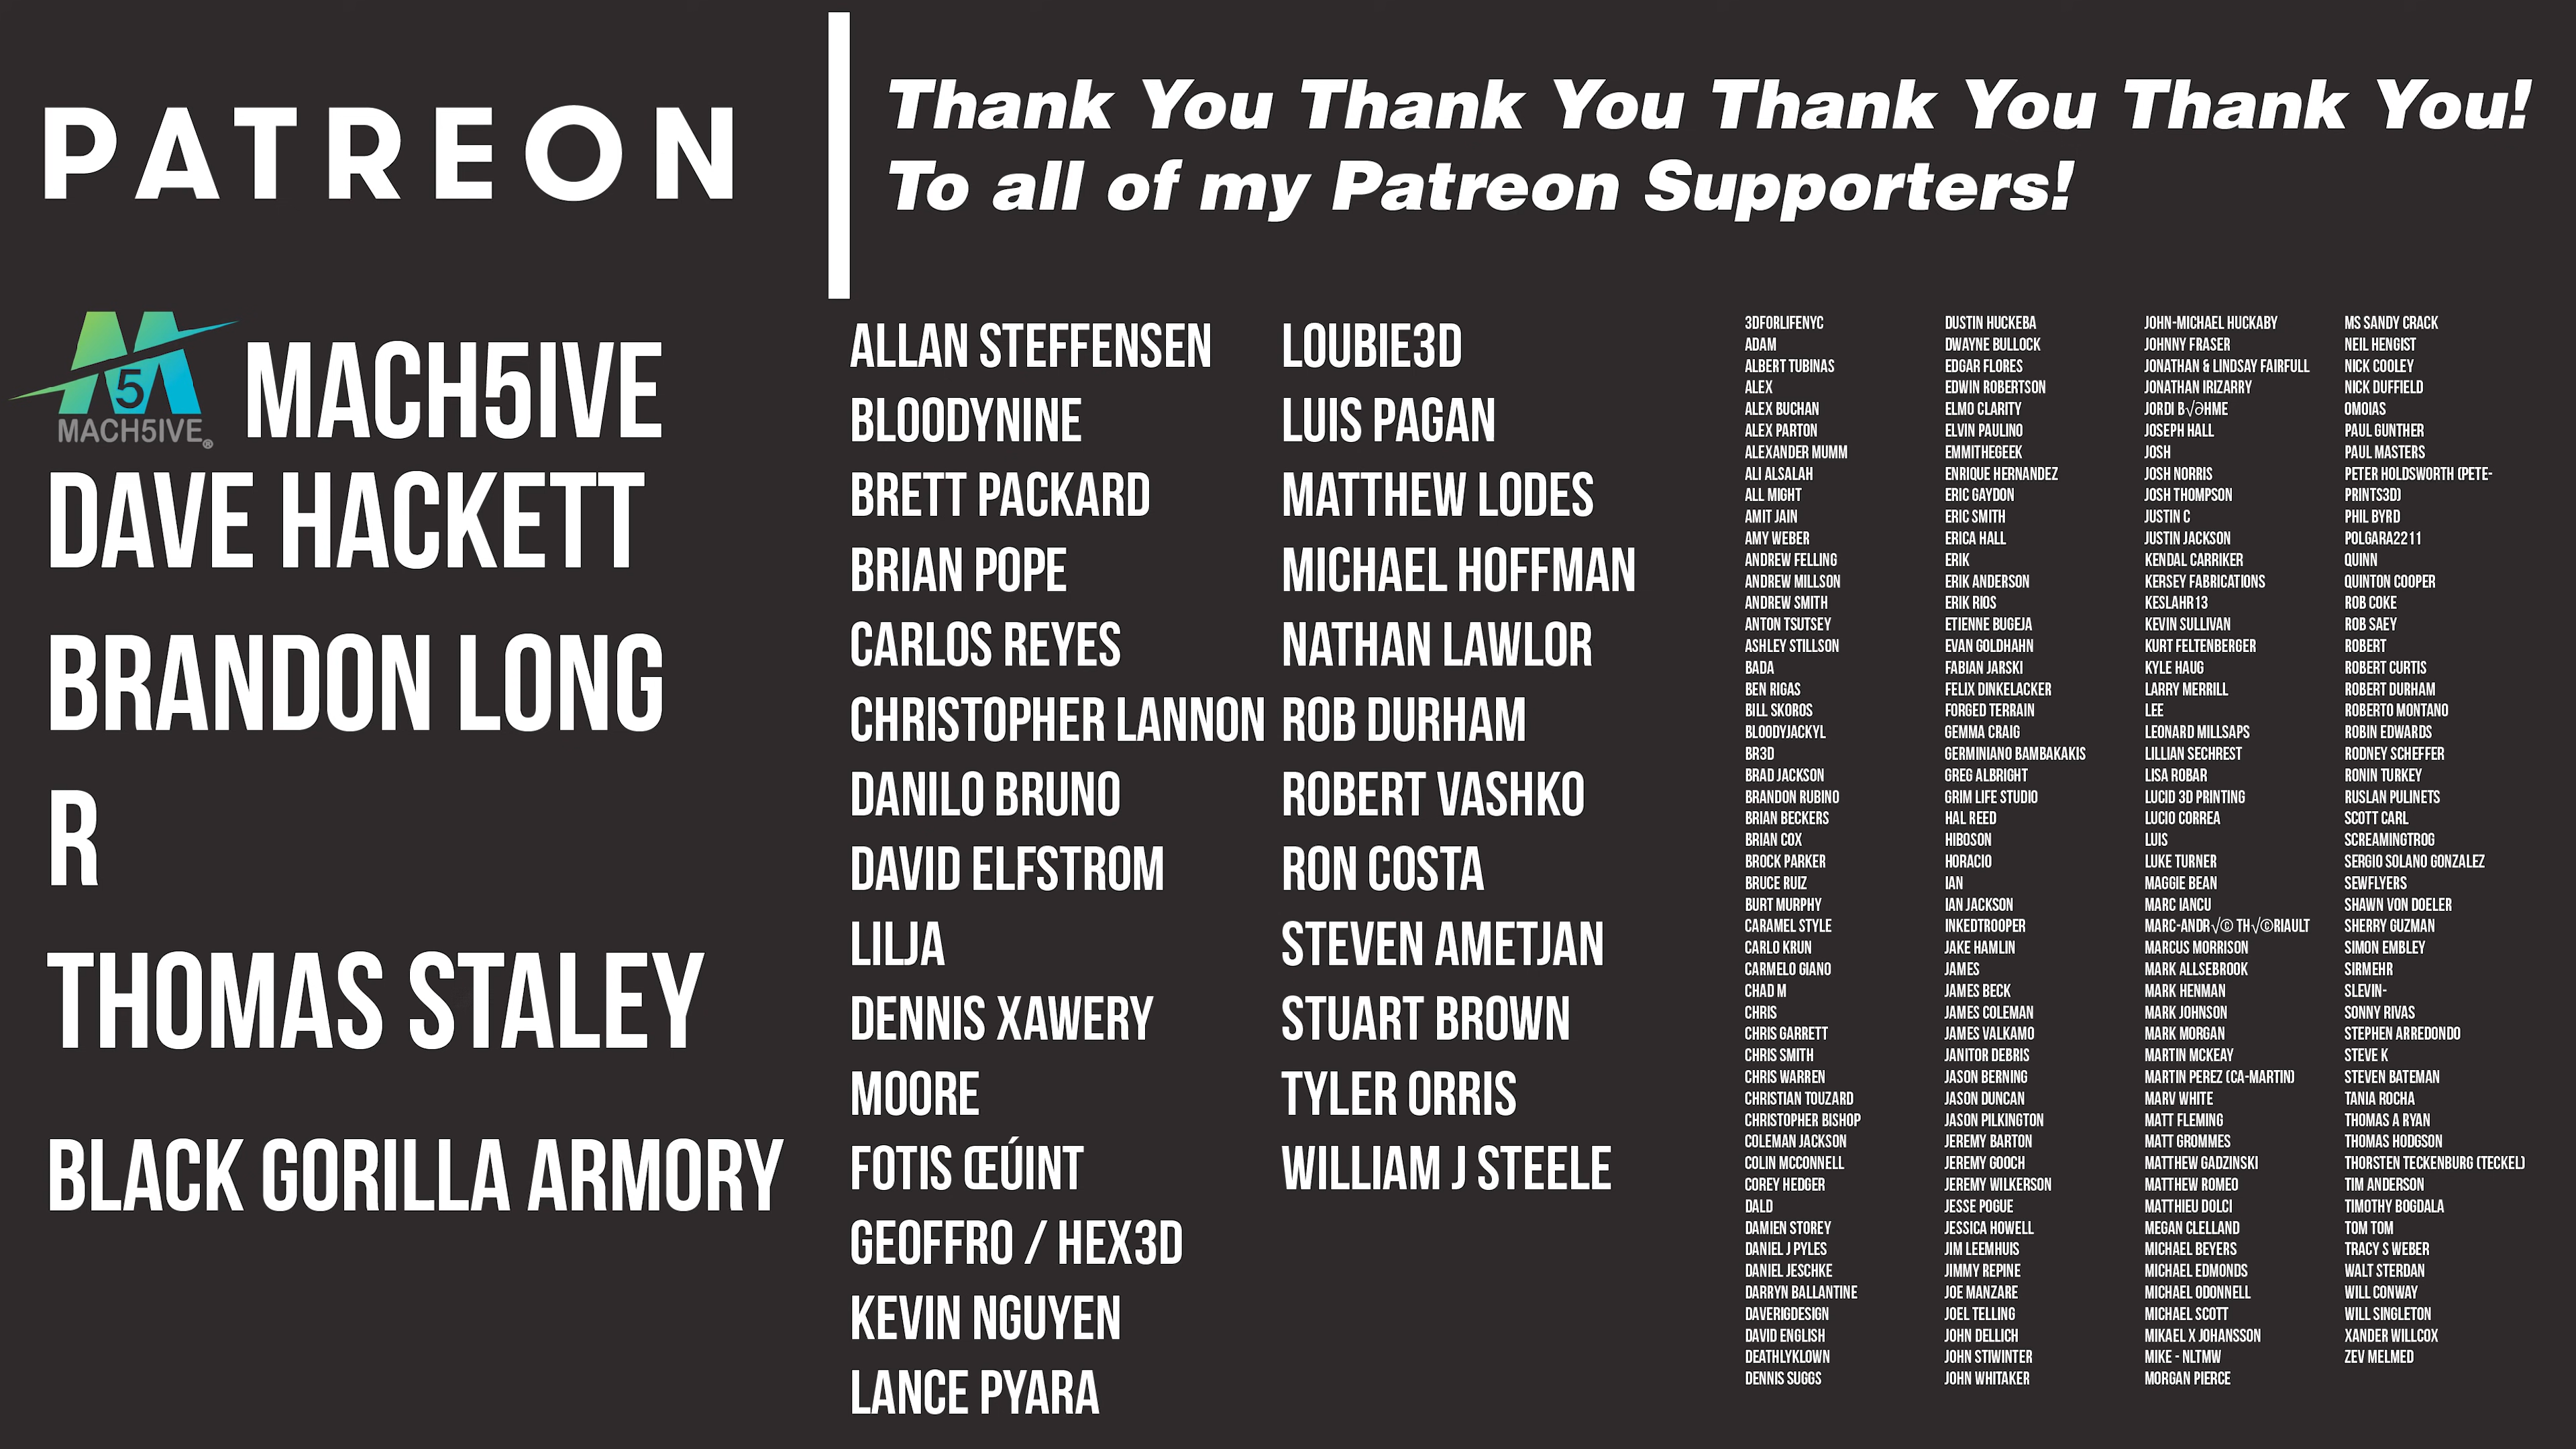 PATREON
Thank You Thank You Thank You Thank You!
To all of my Patreon Supporters!
5
MACH5IVE®
MACH5IVE
DAVE HACKETT
BRANDON LONG
R
THOMAS STALEY
BLACK GORILLA ARMORY
ALLAN STEFFENSEN
BLOODYNINE
BRETT PACKARD
BRIAN POPE
CARLOS REYES
CHRISTOPHER LANNON
DANILO BRUNO
DAVID ELFSTROM
LILJA
DENNIS XAWERY
MOORE
FOTIS ŒÚINT
GEOFFRO / HEX3D
KEVIN NGUYEN
LANCE PYARA
LOUBIE3D
LUIS PAGAN
MATTHEW LODES
MICHAEL HOFFMAN
NATHAN LAWLOR
ROB DURHAM
ROBERT VASHKO
RON COSTA
STEVEN AMETJAN
STUART BROWN
TYLER ORRIS
WILLIAM J STEELE
3DFORLIFENYC
ADAM
ALBERT TUBINAS
ALEX
ALEX BUCHAN
ALEX PARTON
ALEXANDER MUMM
ALI ALSALAH
ALL MIGHT
AMIT JAIN
AMY WEBER
ANDREW FELLING
ANDREW MILLSON
ANDREW SMITH
ANTON TSUTSEY
ASHLEY STILLSON
BADA
BEN RIGAS
BILL SKOROS
BLOODYJACKYL
BR3D
BRAD JACKSON
BRANDON RUBINO
BRIAN BECKERS
BRIAN COX
BROCK PARKER
BRUCE RUIZ
BURT MURPHY
CARAMEL STYLE
CARLO KRUN
CARMELO GIANO
CHAD M
CHRIS
CHRIS GARRETT
CHRIS SMITH
CHRIS WARREN
CHRISTIAN TOUZARD
CHRISTOPHER BISHOP
COLEMAN JACKSON
COLIN MCCONNELL
COREY HEDGER
DALD
DAMIEN STOREY
DANIEL J PYLES
DANIEL JESCHKE
DARRYN BALLANTINE
DAVERIGDESIGN
DAVID ENGLISH
DEATHLYKLOWN
DENNIS SUGGS
DUSTIN HUCKEBA
DWAYNE BULLOCK
EDGAR FLORES
EDWIN ROBERTSON
ELMO CLARITY
ELVIN PAULINO
EMMITHEGEEK
ENRIQUE HERNANDEZ
ERIC GAYDON
ERIC SMITH
ERICA HALL
ERIK
ERIK ANDERSON
ERIK RIOS
ETIENNE BUGEJA
EVAN GOLDHAHN
FABIAN JARSKI
FELIX DINKELACKER
FORGED TERRAIN
GEMMA CRAIG
GERMINIANO BAMBAKAKIS
GREG ALBRIGHT
GRIM LIFE STUDIO
HAL REED
HIBOSON
HORACIO
IAN
IAN JACKSON
INKEDTROOPER
JAKE HAMLIN
JAMES
JAMES BECK
JAMES COLEMAN
JAMES VALKAMO
JANITOR DEBRIS
JASON BERNING
JASON DUNCAN
JASON PILKINGTON
JEREMY BARTON
JEREMY GOOCH
JEREMY WILKERSON
JESSE POGUE
JESSICA HOWELL
JIM LEEMHUIS
JIMMY REPINE
JOE MANZARE
JOEL TELLING
JOHN DELLICH
JOHN STIWINTER
JOHN WHITAKER
JOHN-MICHAEL HUCKABY
JOHNNY FRASER
JONATHAN & LINDSAY FAIRFULL
JONATHAN IRIZARRY
JORDI B√∂HME
JOSEPH HALL
JOSH
JOSH NORRIS
JOSH THOMPSON
JUSTIN C
JUSTIN JACKSON
KENDAL CARRIKER
KERSEY FABRICATIONS
KESLAHR13
KEVIN SULLIVAN
KURT FELTENBERGER
KYLE HAUG
LARRY MERRILL
LEE
LEONARD MILLSAPS
LILLIAN SECHREST
LISA ROBAR
LUCID 3D PRINTING
LUCIO CORREA
LUIS
LUKE TURNER
MAGGIE BEAN
MARC IANCU
MARC-ANDR√© TH√©RIAULT
MARCUS MORRISON
MARK ALLSEBROOK
MARK HENMAN
MARK JOHNSON
MARK MORGAN
MARTIN MCKEAY
MARTIN PEREZ (CA-MARTIN)
MARV WHITE
MATT FLEMING
MATT GROMMES
MATTHEW GADZINSKI
MATTHEW ROMEO
MATTHIEU DOLCI
MEGAN CLELLAND
MICHAEL BEYERS
MICHAEL EDMONDS
MICHAEL ODONNELL
MICHAEL SCOTT
MIKAEL X JOHANSSON
MIKE - NLTMW
MORGAN PIERCE
MS SANDY CRACK
NEIL HENGIST
NICK COOLEY
NICK DUFFIELD
OMOIAS
PAUL GUNTHER
PAUL MASTERS
PETER HOLDSWORTH (PETE-
PRINTS3D)
PHIL BYRD
POLGARA2211
QUINN
QUINTON COOPER
ROB COKE
ROB SAEY
ROBERT
ROBERT CURTIS
ROBERT DURHAM
ROBERTO MONTANO
ROBIN EDWARDS
RODNEY SCHEFFER
RONIN TURKEY
RUSLAN PULINETS
SCOTT CARL
SCREAMINGTROG
SERGIO SOLANO GONZALEZ
SEWFLYERS
SHAWN VON DOELER
SHERRY GUZMAN
SIMON EMBLEY
SIRMEHR
SLEVIN-
SONNY RIVAS
STEPHEN ARREDONDO
STEVE K
STEVEN BATEMAN
TANIA ROCHA
THOMAS A RYAN
THOMAS HODGSON
THORSTEN TECKENBURG (TECKEL)
TIM ANDERSON
TIMOTHY BOGDALA
TOM TOM
TRACY S WEBER
WALT STERDAN
WILL CONWAY
WILL SINGLETON
XANDER WILLCOX
ZEV MELMED